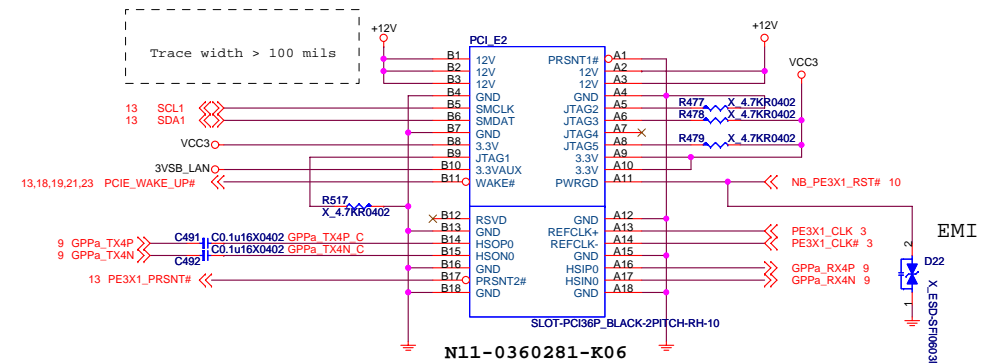 Trace width > 100 mils
+12V
+12V
PCI_E2
VCC3
B1 12V PRSNT1# A1
B2 12V 12V A2
B3 12V 12V A3
B4 GND GND A4
13 SCL1 B5 SMCLK JTAG2 A5 R477 X_4.7KR0402
13 SDA1 B6 SMDAT JTAG3 A6 R478 X_4.7KR0402
B7 GND JTAG4 A7
VCC3 B8 3.3V JTAG5 A8 R479 X_4.7KR0402
B9 JTAG1 3.3V A9
3VSB_LAN B10 3.3VAUX 3.3V A10
13,18,19,21,23 PCIE_WAKE_UP# B11 WAKE# PWRGD A11 NB_PE3X1_RST# 10
R517
X_4.7KR0402
B12 RSVD GND A12
B13 GND REFCLK+ A13 PE3X1_CLK 3
9 GPPa_TX4P C491 C0.1u16X0402 GPPa_TX4P_C B14 HSOP0 REFCLK- A14 PE3X1_CLK# 3
9 GPPa_TX4N C492 C0.1u16X0402 GPPa_TX4N_C B15 HSON0 GND A15
B16 GND HSIP0 A16 GPPa_RX4P 9
13 PE3X1_PRSNT# B17 PRSNT2# HSIN0 A17 GPPa_RX4N 9
B18 GND GND A18
EMI
2
D22
1
SLOT-PCI36P_BLACK-2PITCH-RH-10
N11-0360281-K06